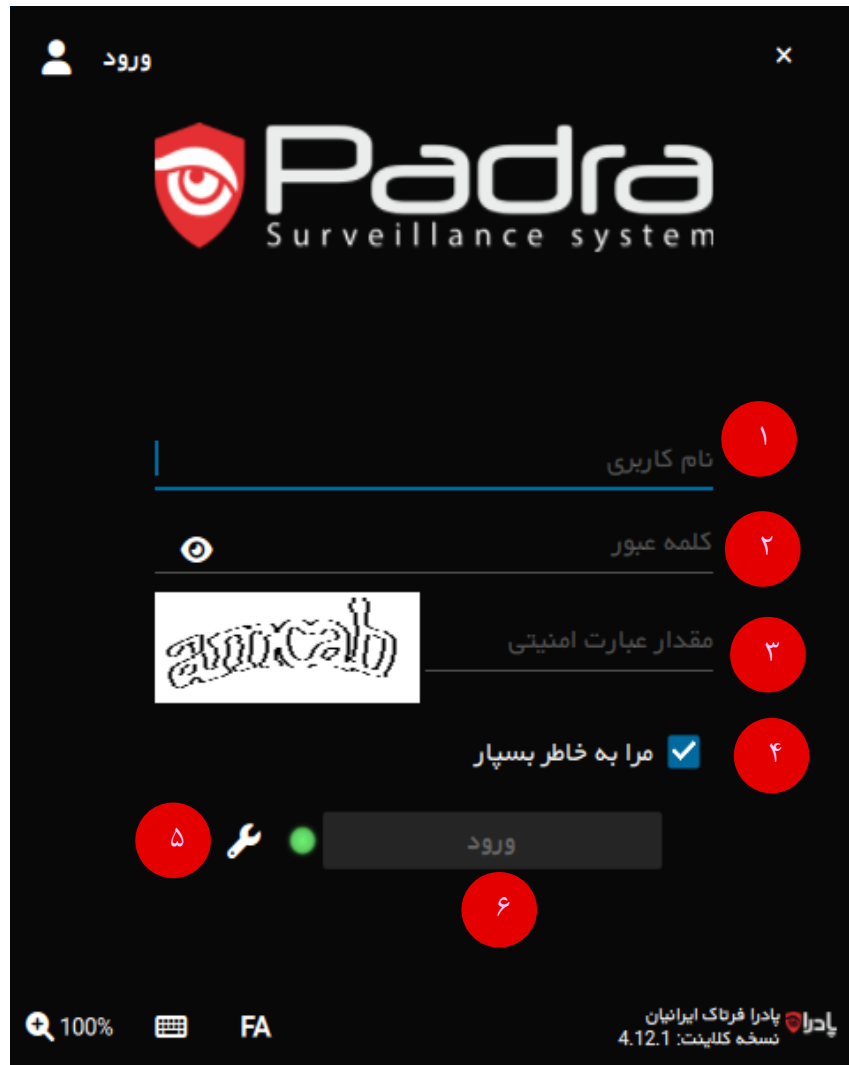 ورود
×
Padra
Surveillance system
۱
نام کاربری
۲
کلمه عبور
۳
مقدار عبارت امنیتی
۴
مرا به خاطر بسپار
ورود
۵
۶
پادرا
پادرا فرتاک ایرانیان
نسخه کلاینت: 4.12.1
FA
100%